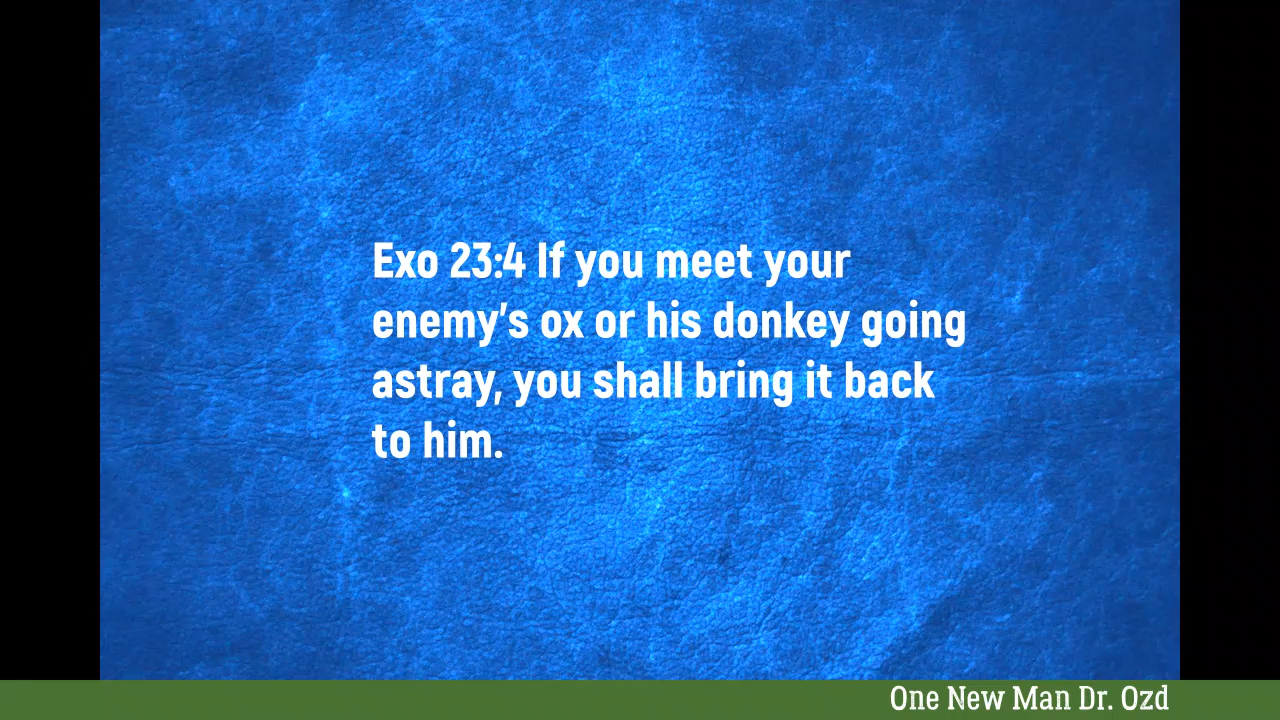 Exo 23:4 If you meet your
enemy's ox or his donkey going
astray, you shall bring it back
to him.
One New Man Dr. Ozd